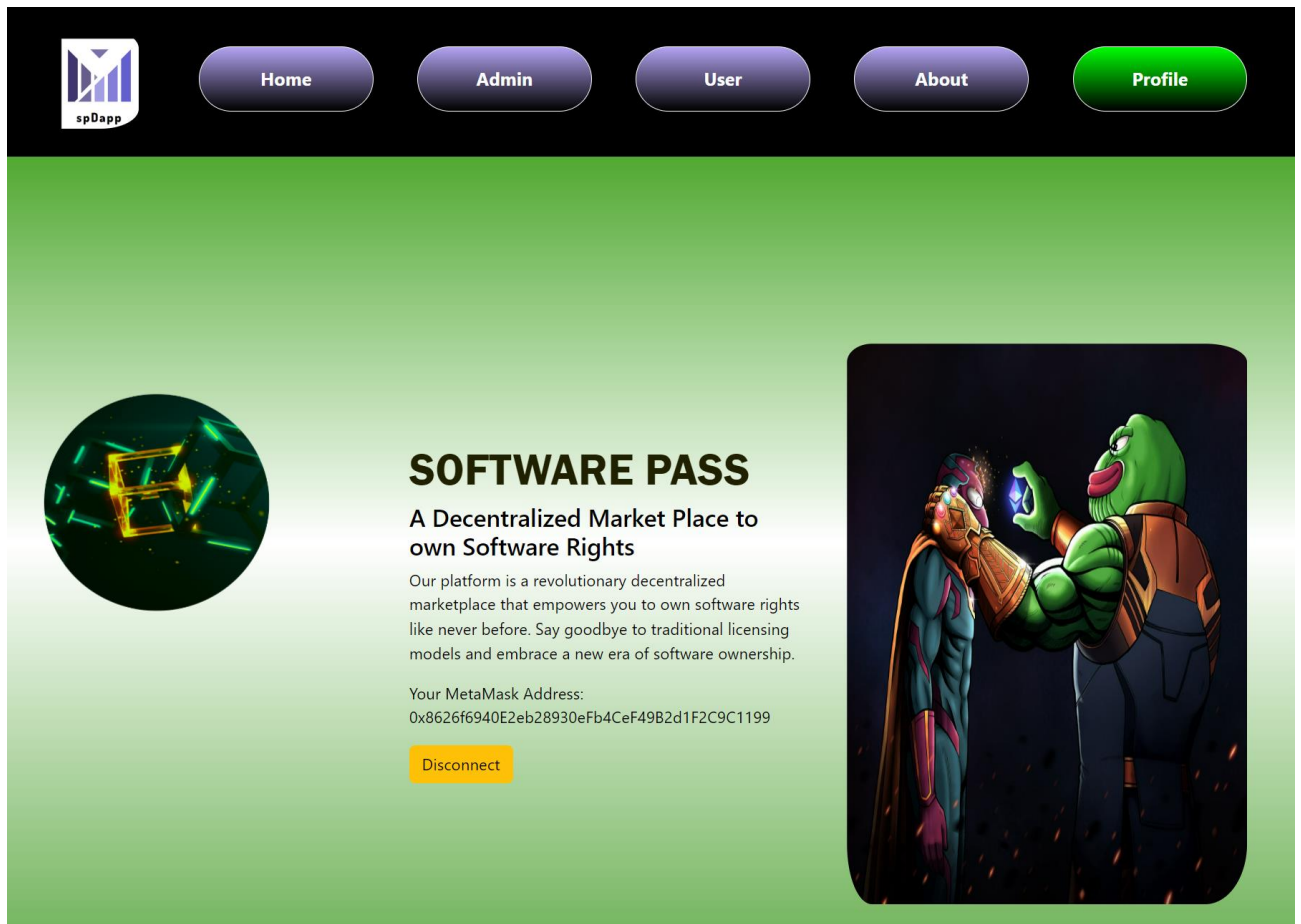 spDapp
Home
Admin
User
About
Profile
SOFTWARE PASS
A Decentralized Market Place to
own Software Rights
Our platform is a revolutionary decentralized
marketplace that empowers you to own software rights
like never before. Say goodbye to traditional licensing
models and embrace a new era of software ownership.
Your MetaMask Address:
0x8626f6940E2eb28930eFb4CeF49B2d1F2C9C1199
Disconnect